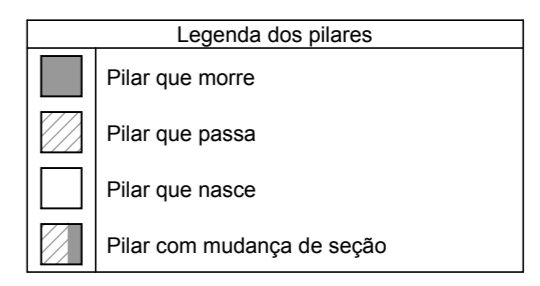 Legenda dos pilares
Pilar que morre
Pilar que passa
Pilar que nasce
Pilar com mudança de seção